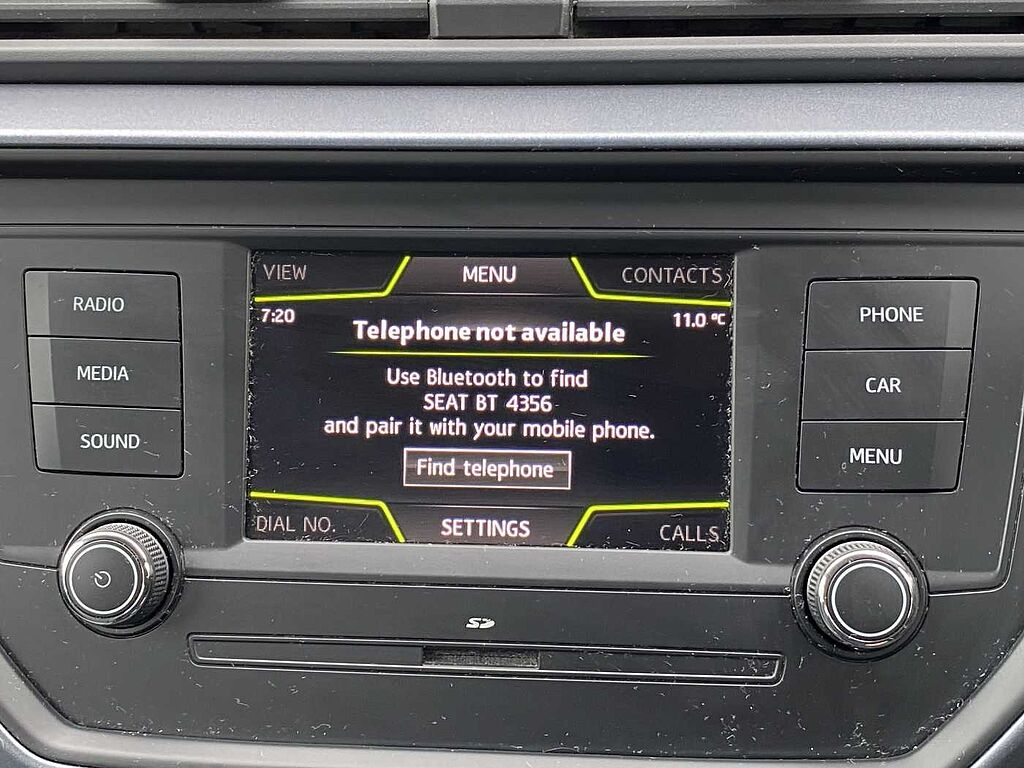 RADIO
MEDIA
SOUND
VIEW
MENU
CONTACTS
7:20
11.0 °C
Telephone not available
Use Bluetooth to find
SEAT BT 4356
and pair it with your mobile phone.
Find telephone
DIAL NO.
SETTINGS
CALLS
PHONE
CAR
MENU
SD